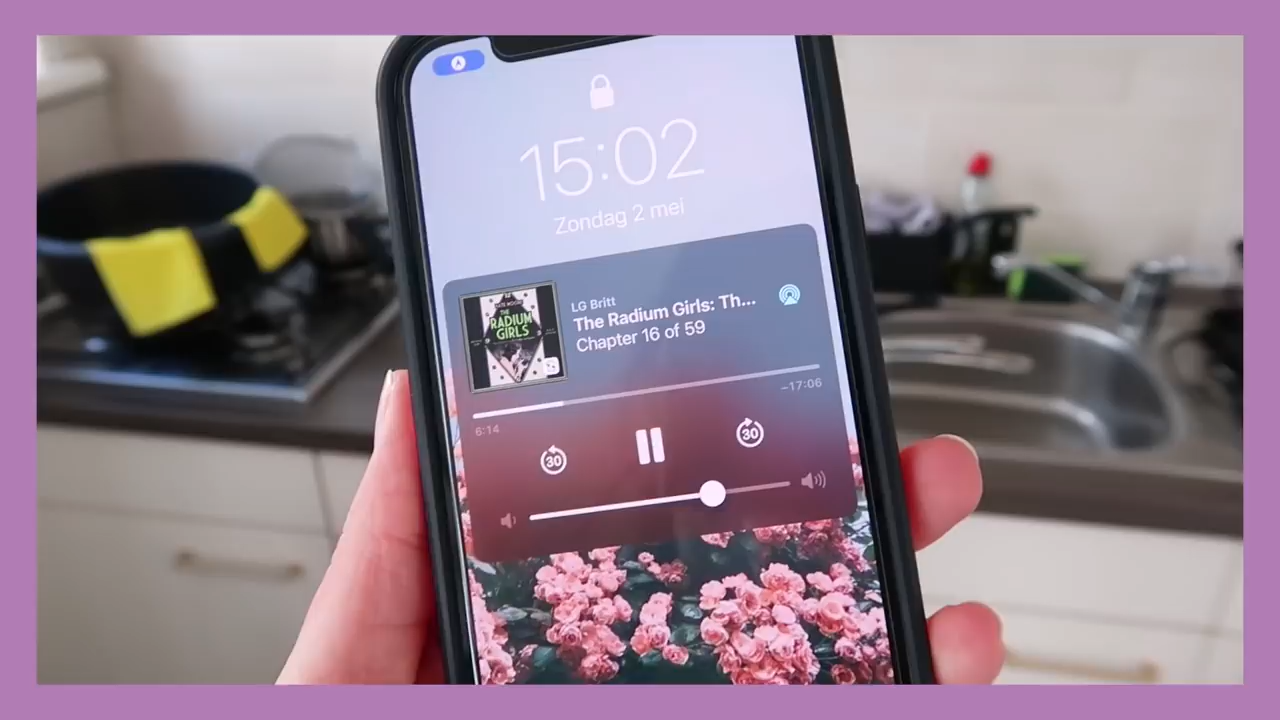 15:02
Zondag 2 mei
LG Britt
The Radium Girls: Th...
Chapter 16 of 59
THE
RADIUM
GIRLS
6:14
-17:06
30
30